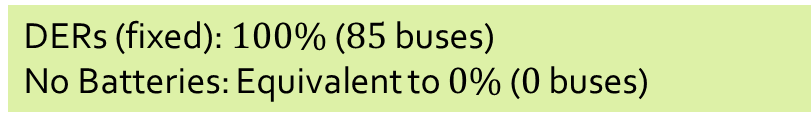 DERs (fixed): 100% (85 buses)
No Batteries: Equivalent to 0% (0 buses)